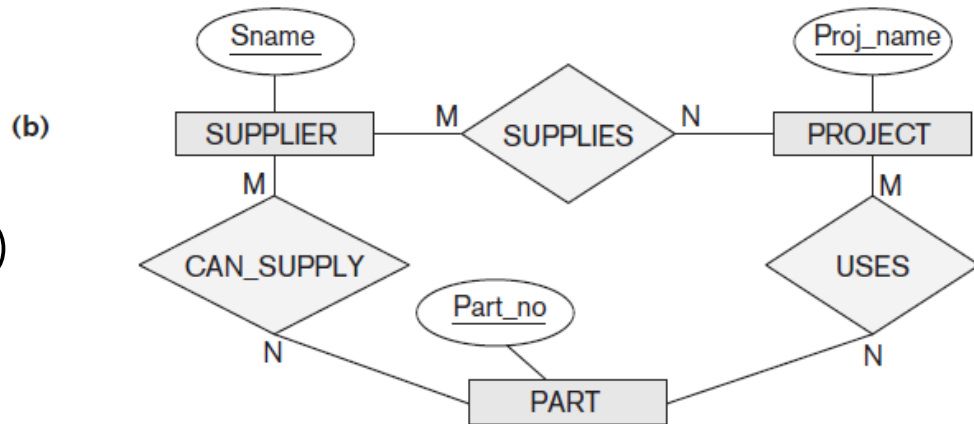 Sname
Proj_name
(b)
SUPPLIER
M
SUPPLIES
N
PROJECT
M
M
)
CAN_SUPPLY
USES
Part_no
N
N
PART